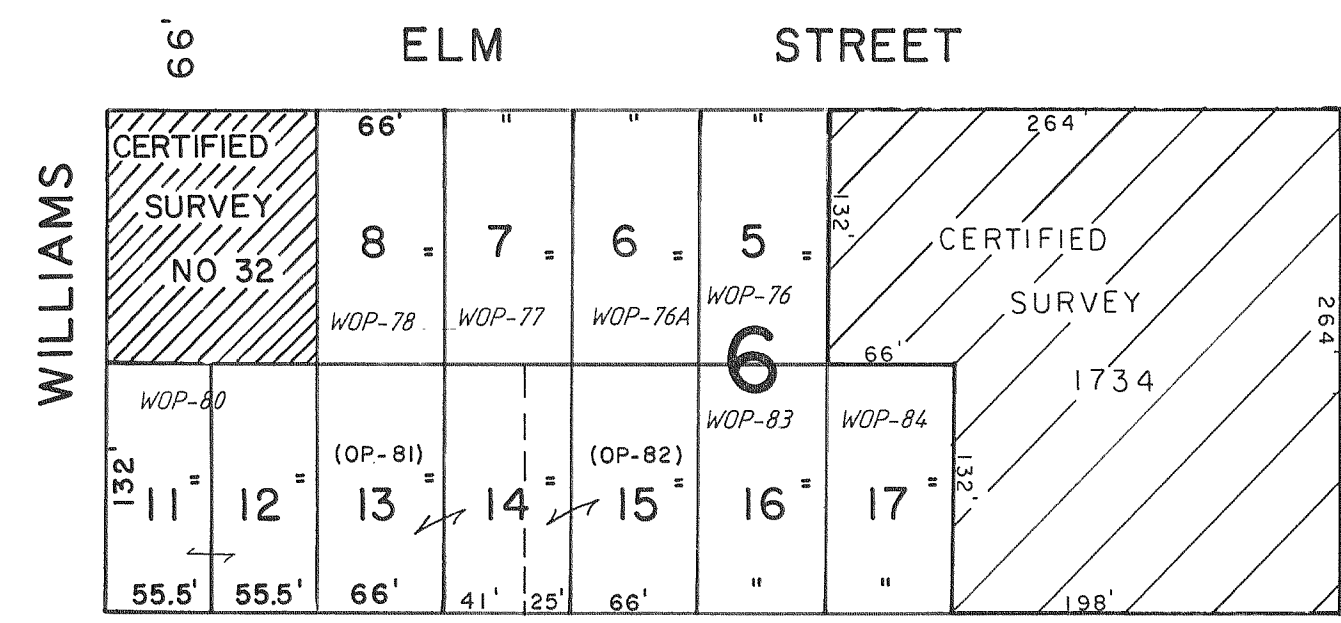 66'
ELM STREET
WILLIAMS
CERTIFIED
SURVEY
NO 32
66' " " "
8 " 7 " 6 " 5 "
WOP-78 WOP-77 WOP-76A WOP-76
6
264'
132'
CERTIFIED
SURVEY
1734
264'
66'
132'
198'
WOP-80
(OP-81)
(OP-82)
WOP-83
WOP-84
132'
11 " 12 " 13 " 14 " 15 " 16 " 17 "
55.5' 55.5' 66' 41' 25' 66' " "